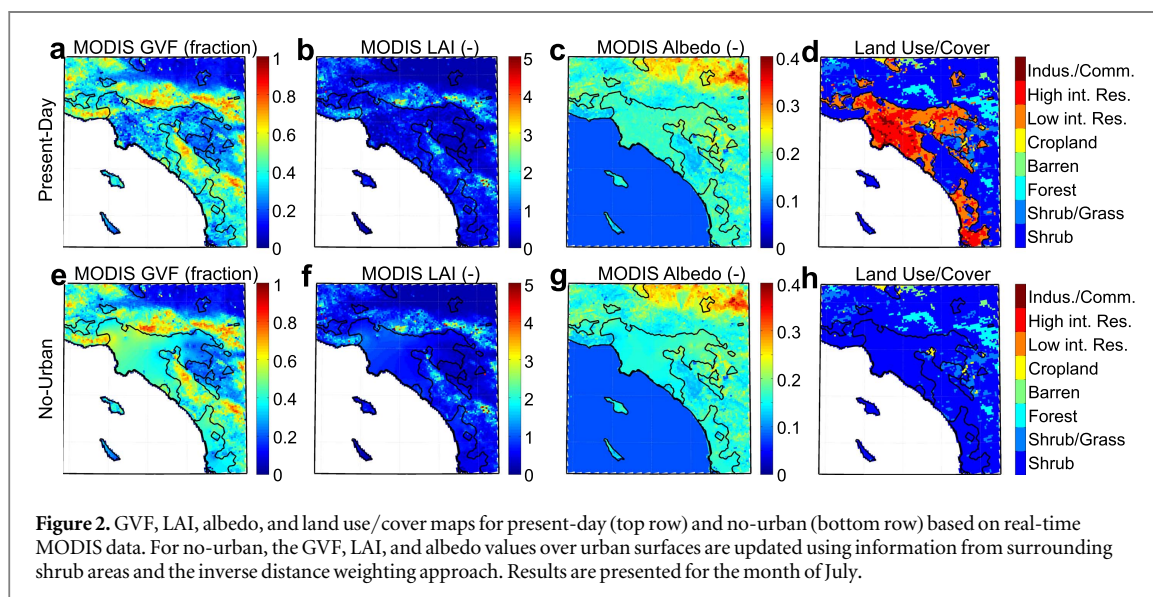 a MODIS GVF (fraction)
b MODIS LAI (-)
c MODIS Albedo (-)
d Land Use/Cover
Present-Day
1
0.8
0.6
0.4
0.2
0
5
4
3
2
1
0
0.4
0.3
0.2
0.1
0
Indus./Comm.
High int. Res.
Low int. Res.
Cropland
Barren
Forest
Shrub/Grass
Shrub
e MODIS GVF (fraction)
f MODIS LAI (-)
g MODIS Albedo (-)
h Land Use/Cover
No-Urban
1
0.8
0.6
0.4
0.2
0
5
4
3
2
1
0
0.4
0.3
0.2
0.1
0
Indus./Comm.
High int. Res.
Low int. Res.
Cropland
Barren
Forest
Shrub/Grass
Shrub
Figure 2. GVF, LAI, albedo, and land use/cover maps for present-day (top row) and no-urban (bottom row) based on real-time
MODIS data. For no-urban, the GVF, LAI, and albedo values over urban surfaces are updated using information from surrounding
shrub areas and the inverse distance weighting approach. Results are presented for the month of July.